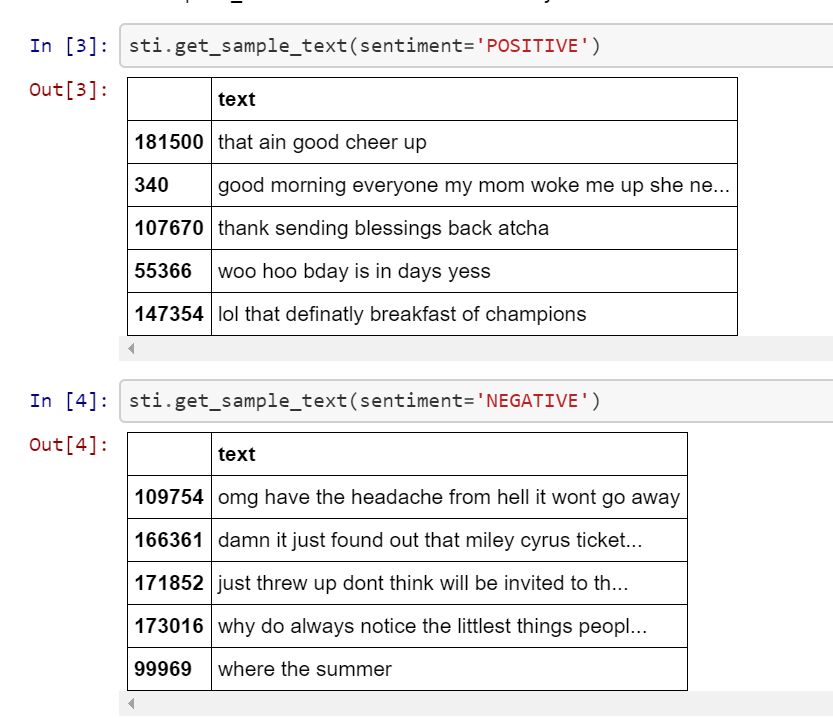 In [3]: sti.get_sample_text(sentiment='POSITIVE')
Out[3]:
text
181500 that ain good cheer up
340 good morning everyone my mom woke me up she ne...
107670 thank sending blessings back atcha
55366 woo hoo bday is in days yess
147354 lol that definatly breakfast of champions
In [4]: sti.get_sample_text(sentiment='NEGATIVE')
Out[4]:
text
109754 omg have the headache from hell it wont go away
166361 damn it just found out that miley cyrus ticket...
171852 just threw up dont think will be invited to th...
173016 why do always notice the littlest things peopl...
99969 where the summer